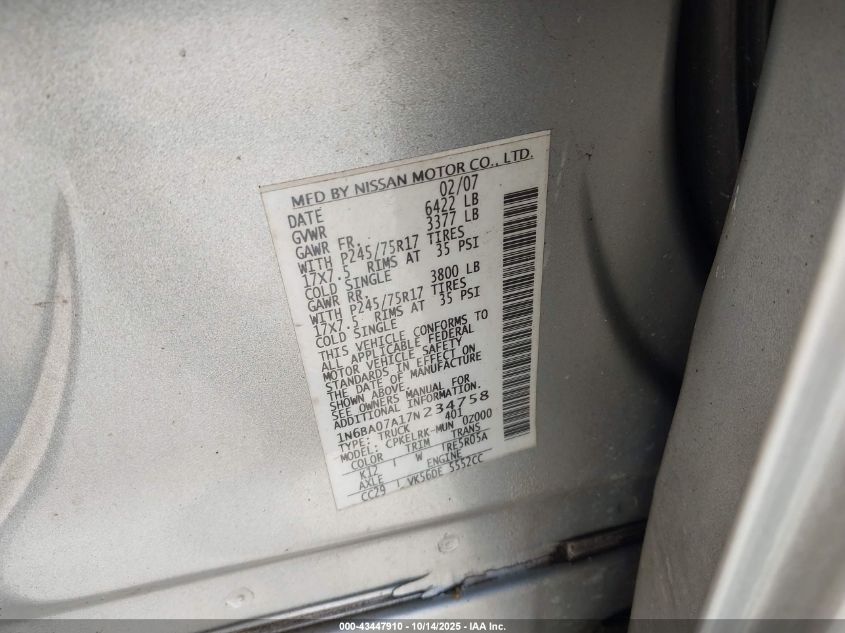 MFD BY NISSAN MOTOR CO., LTD.
DATE 02/07
GVWR 6422 LB
GAWR FR. 3377 LB
WITH P245/75R17 TIRES
17X7.5 RIMS AT 35 PSI
COLD SINGLE
GAWR RR. 3800 LB
WITH P245/75R17 TIRES
17X7.5 RIMS AT 35 PSI
COLD SINGLE
THIS VEHICLE CONFORMS TO
ALL APPLICABLE FEDERAL
MOTOR VEHICLE SAFETY
STANDARDS IN EFFECT ON
THE DATE OF MANUFACTURE
SHOWN ABOVE.
SEE OWNERS MANUAL FOR
ADDITIONAL INFORMATION.
1N6BA07A17N234758
TYPE: TRUCK 401
MODEL: CPKELRK-MUN 02000
COLOR TRIM TRANS
K12 W TRE5R05A
AXLE ENGINE
CC29 VK56DE 5552CC
000-43447910 - 10/14/2025 - IAA Inc.